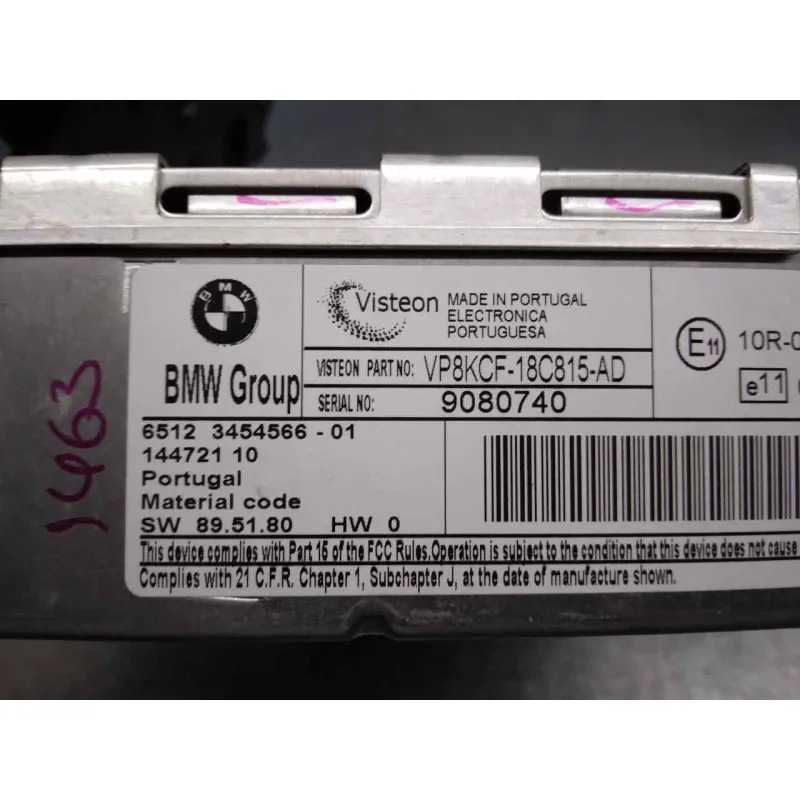 BMW
BMW Group
Visteon
MADE IN PORTUGAL
ELECTRONICA
PORTUGUESA
VISTEON PART NO: VP8KCF-18C815-AD
SERIAL NO: 9080740
E11
10R-0
e11
6512 3454566 - 01
144721 10
Portugal
Material code
SW 89.51.80 HW 0
This device complies with Part 15 of the FCC Rules.Operation is subject to the condition that this device does not cause
Complies with 21 C.F.R. Chapter 1, Subchapter J, at the date of manufacture shown.
1463